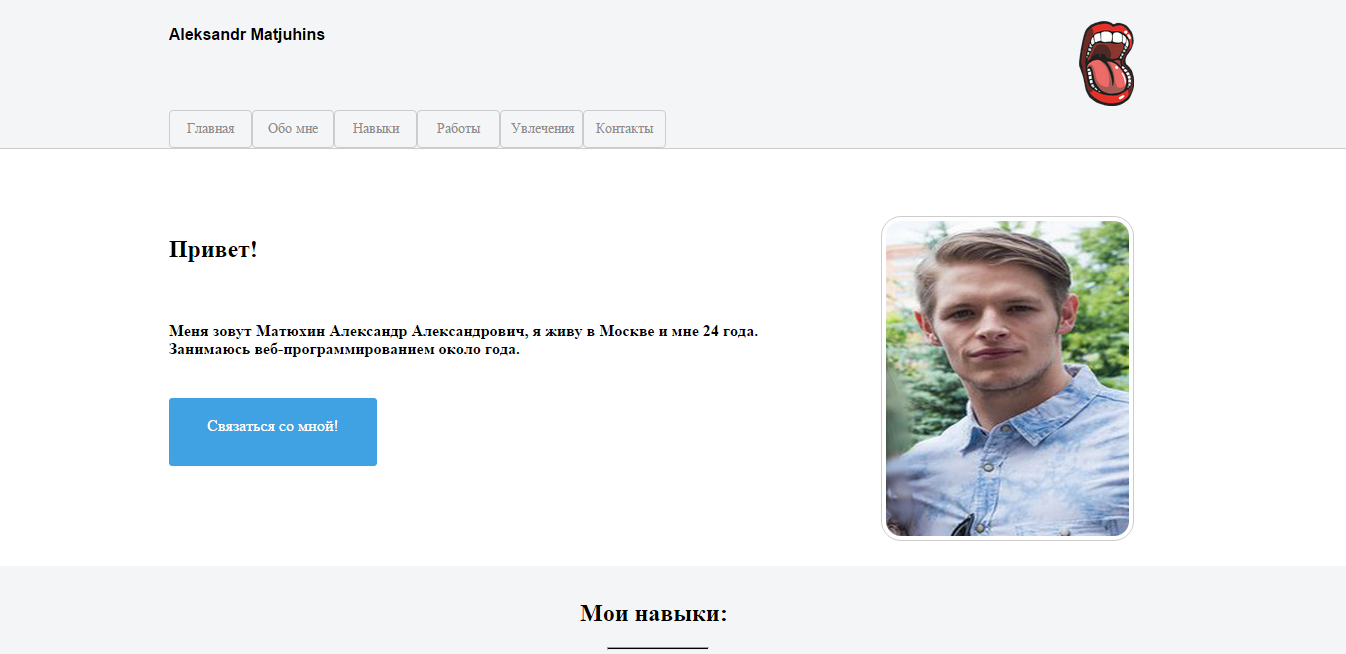 Aleksandr Matjuhins
Главная
Обо мне
Навыки
Работы
Увлечения
Контакты
Привет!
Меня зовут Матюхин Александр Александрович, я живу в Москве и мне 24 года.
Занимаюсь веб-программированием около года.
Связаться со мной!
Мои навыки: